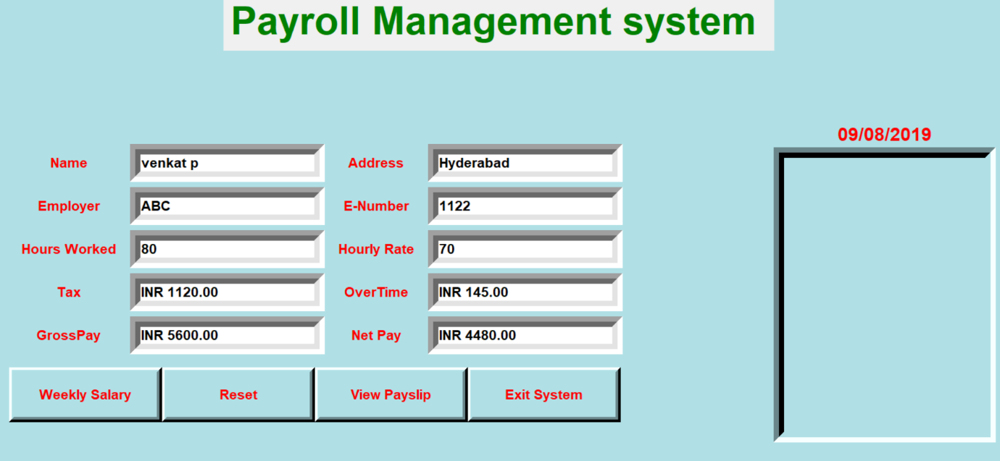 Payroll Management system
09/08/2019
Name venkat p Address Hyderabad
Employer ABC E-Number 1122
Hours Worked 80 Hourly Rate 70
Tax INR 1120.00 OverTime INR 145.00
GrossPay INR 5600.00 Net Pay INR 4480.00
Weekly Salary Reset View Payslip Exit System